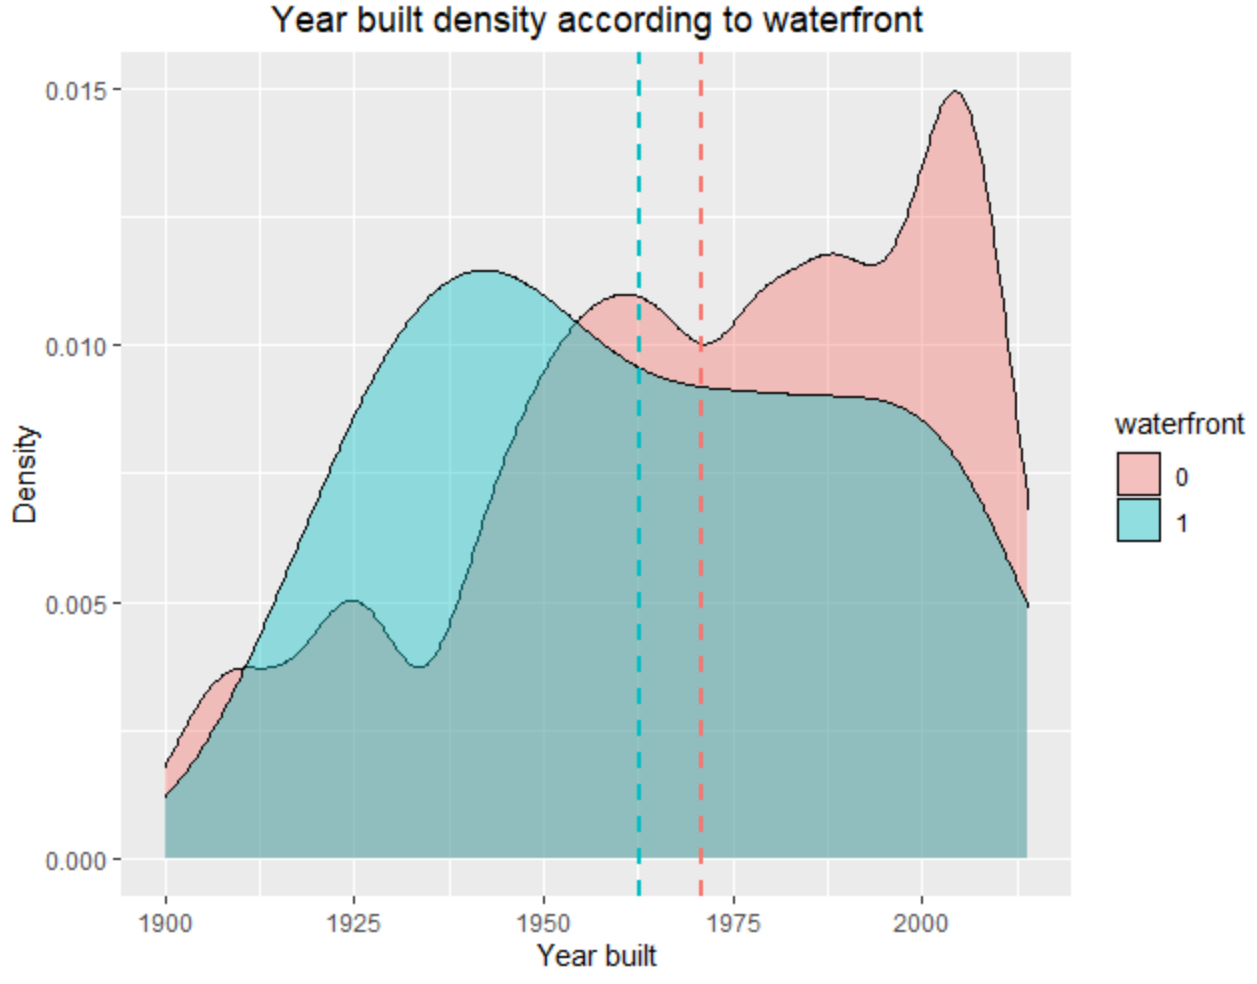 Year built density according to waterfront
0.015
0.010
0.005
0.000
Density
1900 1925 1950 1975 2000
Year built
waterfront
0
1